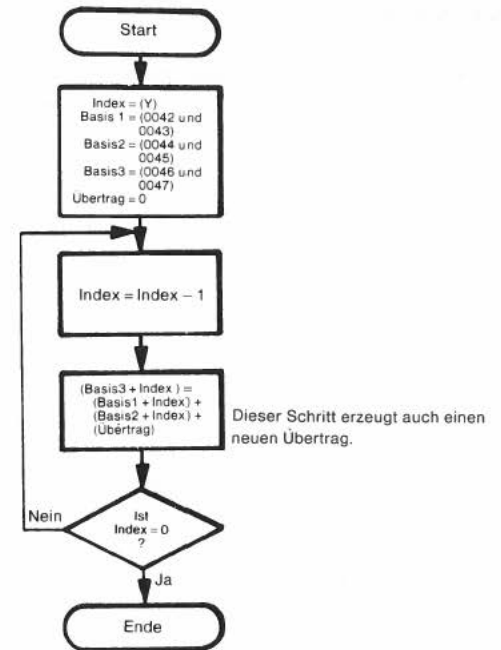 Start
Index = (Y)
Basis 1 = (0042 und
0043)
Basis2 = (0044 und
0045)
Basis3 = (0046 und
0047)
Übertrag = 0
Index = Index – 1
(Basis3 + Index ) =
(Basis1 + Index) +
(Basis2 + Index) +
(Übertrag)
Dieser Schritt erzeugt auch einen
neuen Übertrag.
Nein
Ist
Index = 0
?
Ja
Ende